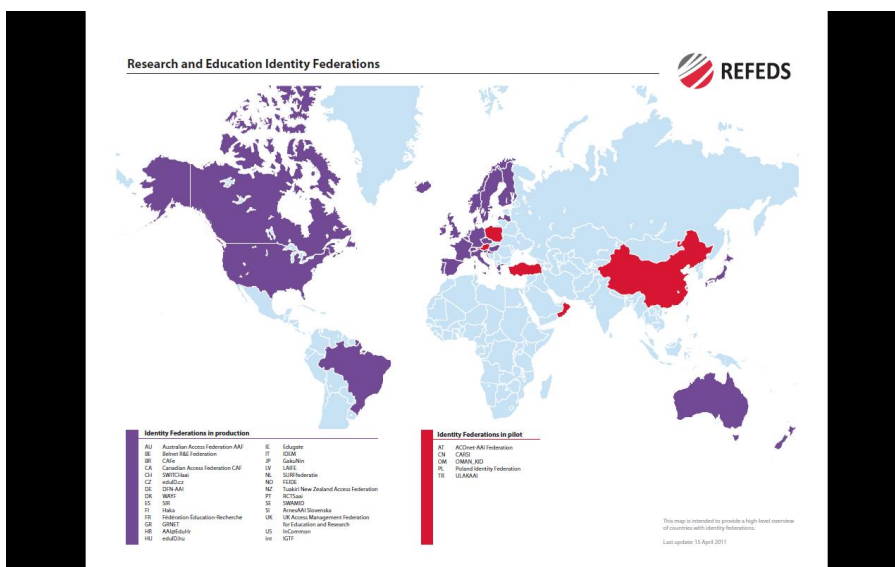 Research and Education Identity Federations
REFEDS
Identity Federations in production
AU Australian Access Federation AAF
BE Belnet R&E Federation
BR CAFe
CA Canadian Access Federation CAF
CH SWITCHaai
CZ eduID.cz
DE DFN-AAI
DK WAYF
ES SIR
FI Haka
FR Fédération Éducation-Recherche
GR GRNET
HR AAI@EduHr
HU eduID.hu
IE Edugate
IT IDEM
JP GakuNin
LV LAIFE
NL SURFfederatie
NO FEIDE
NZ Tuakiri New Zealand Access Federation
PT RCTSaai
SE SWAMID
SI ArnesAAI Slovenska
UK UK Access Management Federation
for Education and Research
US InCommon
int IGTF
Identity Federations in pilot
AT ACOnet-AAI Federation
CN CARSI
OM OMAN_KID
PL Poland Identity Federation
TR ULAKAAI
This map is intended to provide a high level overview
of countries with identity federations.
Last update: 15 April 2011